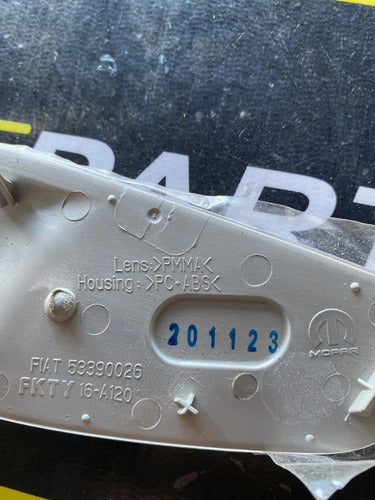 PART
Lens:>PMMA<
Housing:>PC+ABS<
201123
MOPAR
FIAT 53390026
FKTY 16-A120